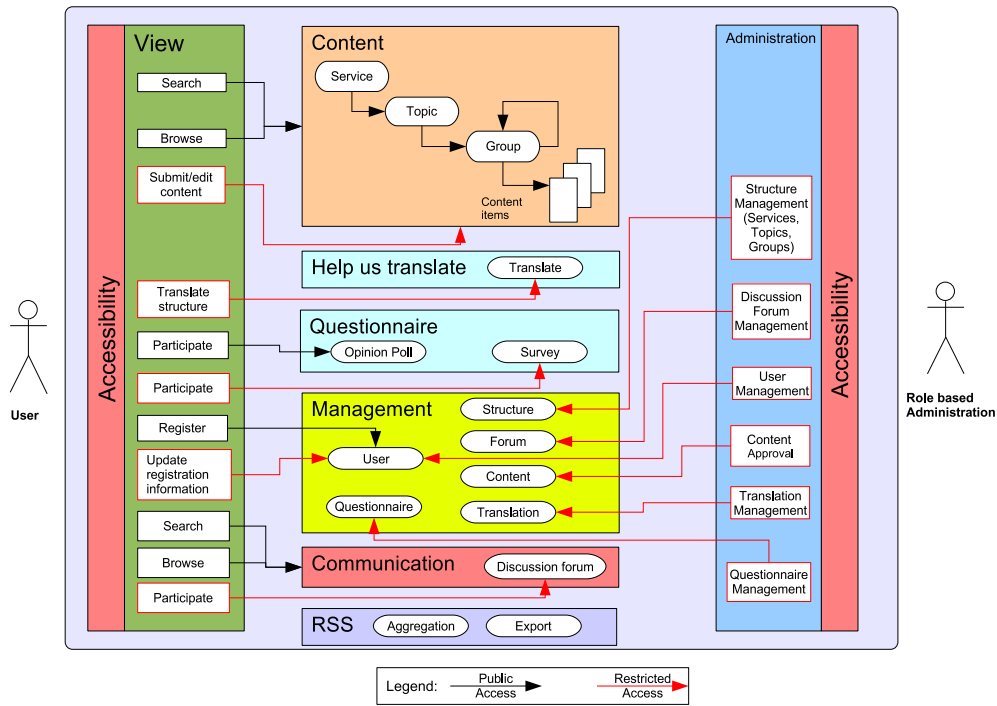 View
Search
Browse
Submit/edit
content
Translate
structure
Participate
Participate
Register
Update
registration
information
Search
Browse
Participate
Accessibility
User
Content
Service
Topic
Group
Content
items
Help us translate
Translate
Questionnaire
Opinion Poll
Survey
Management
Structure
Forum
User
Content
Questionnaire
Translation
Communication
Discussion forum
RSS
Aggregation
Export
Administration
Structure
Management
(Services,
Topics,
Groups)
Discussion
Forum
Management
User
Management
Content
Approval
Translation
Management
Questionnaire
Management
Accessibility
Role based
Administration
Legend:
Public
Access
Restricted
Access